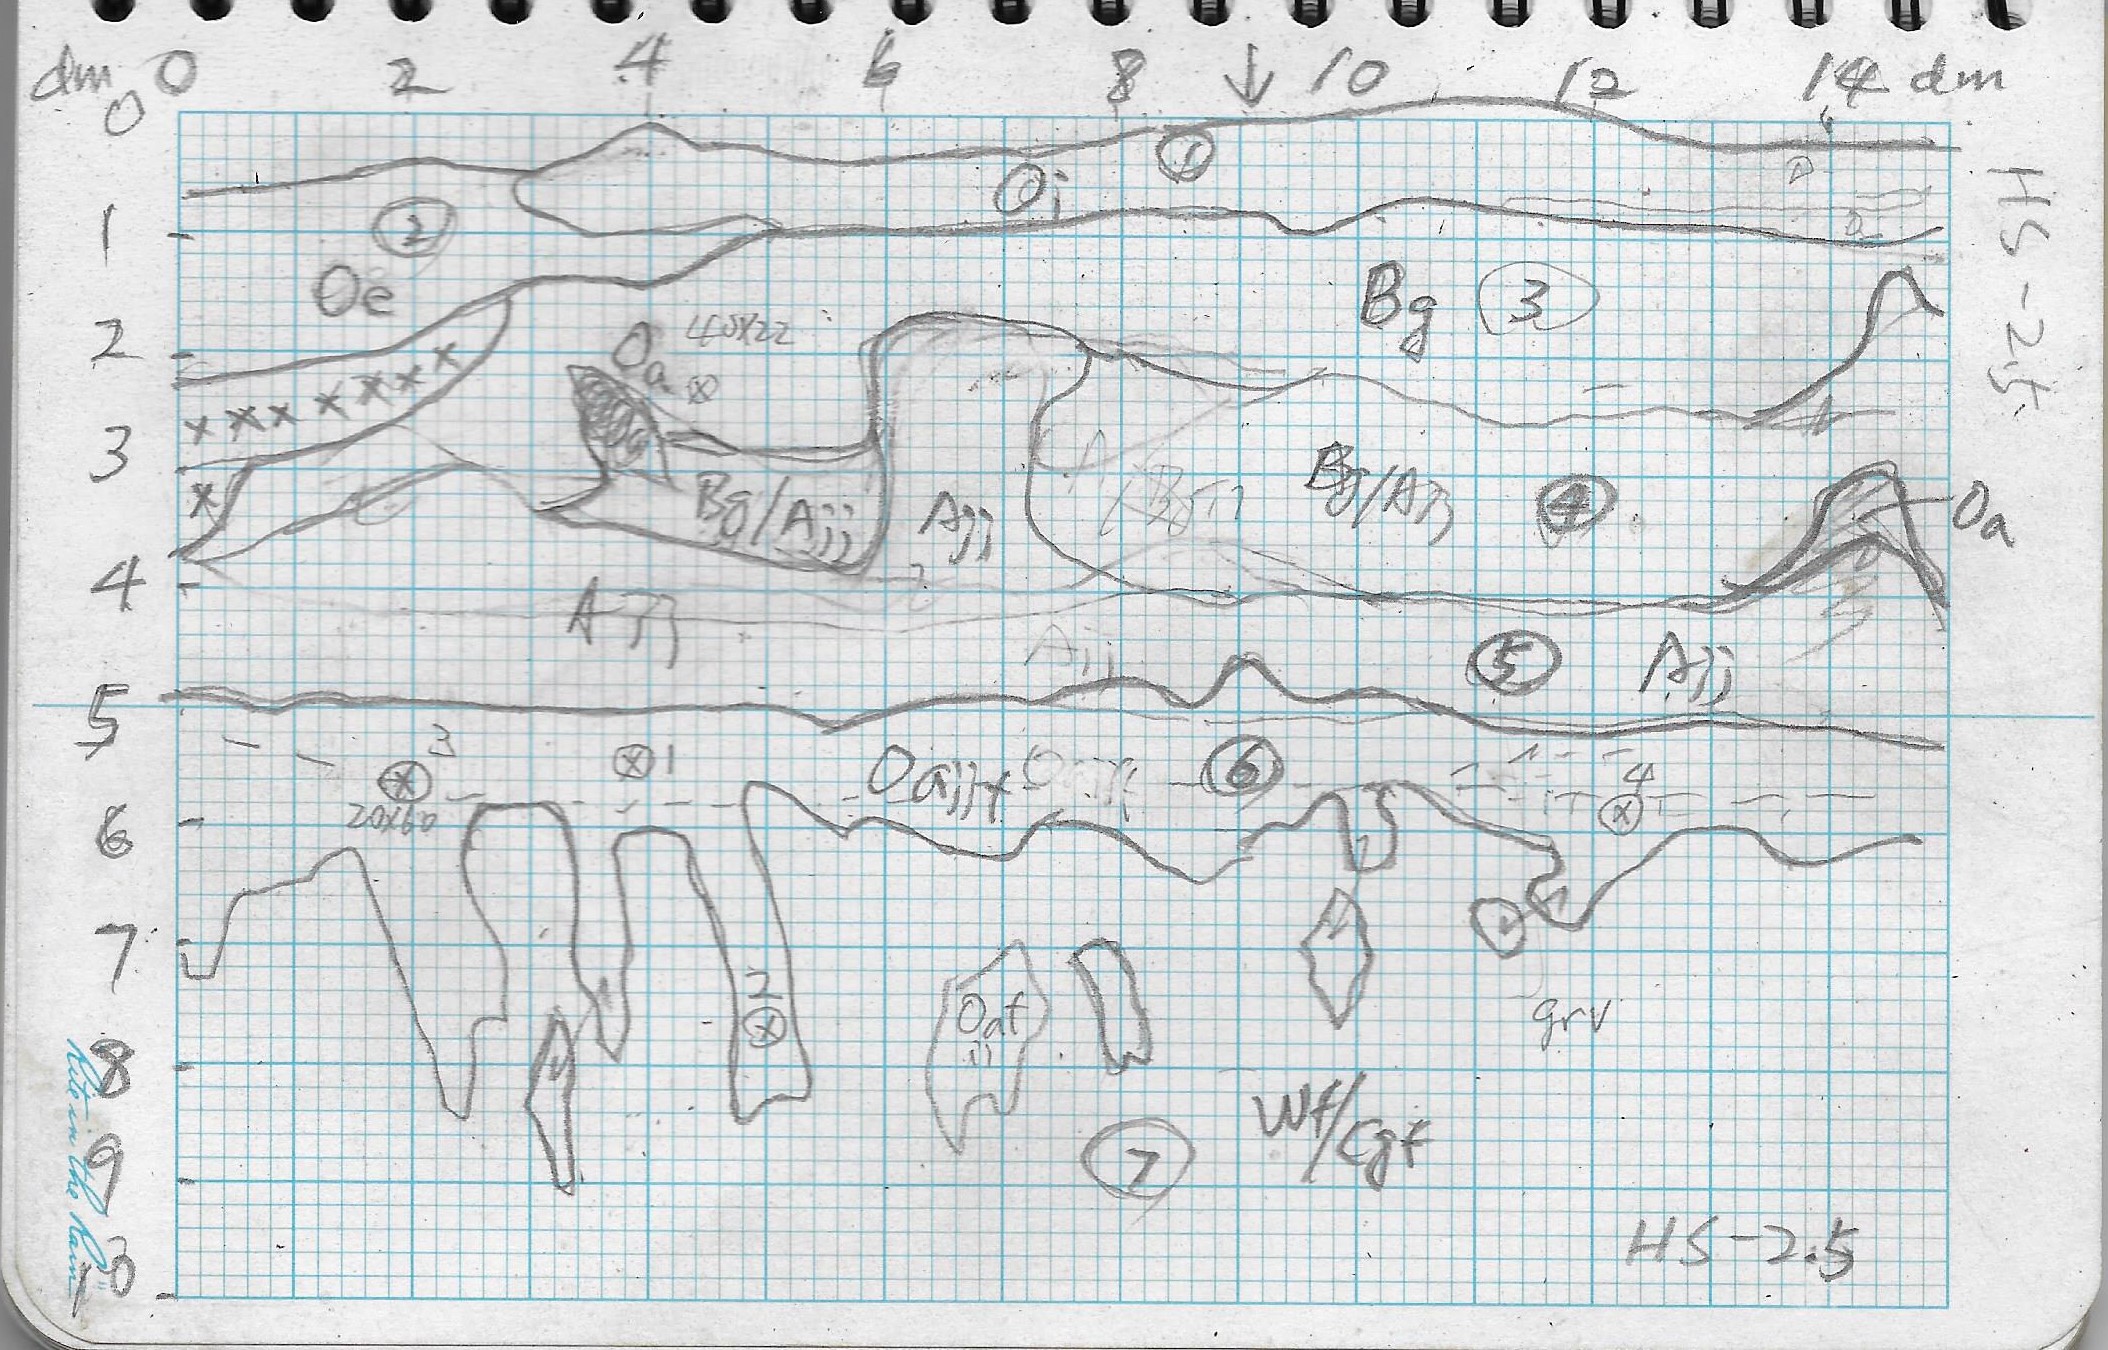 dm 0 2 4 6 8 ↓ 10 12 14 dm
0
1
2
3
4
5
6
7
8
9
10
①
Oi
②
Oe
Bg ③
HS-2.5
Oa
40x22
x xx x xxx x
x
Bg/Ajj
Ajj
Bg/Ajj
④
Oa
Ajj
Ajj
⑤ Ajj
3
20x60
1
Oajjf
⑥
4
2
Oaf
jj
grv
⑦
Wf/Cgf
HS-2.5
Rite in the Rain